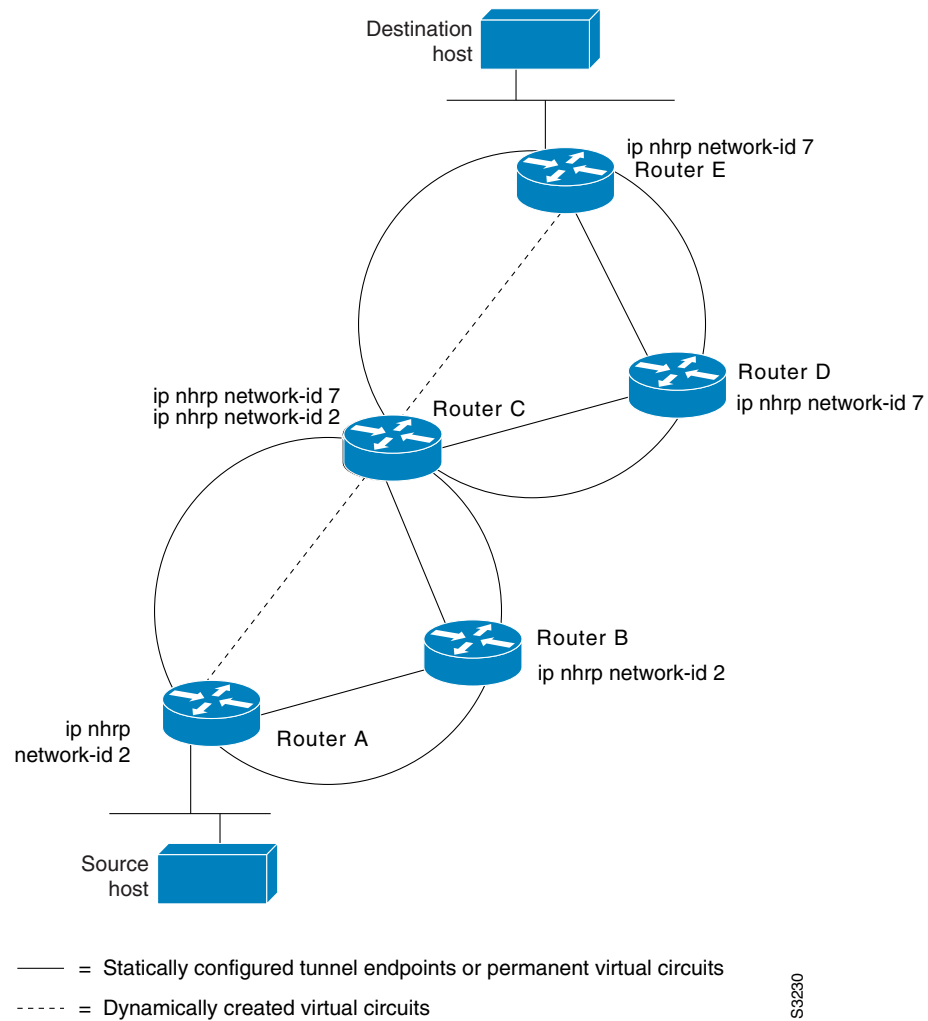 Destination
host
ip nhrp network-id 7
Router E
Router D
ip nhrp network-id 7
ip nhrp network-id 7
ip nhrp network-id 2
Router C
Router B
ip nhrp network-id 2
ip nhrp
network-id 2
Router A
Source
host
= Statically configured tunnel endpoints or permanent virtual circuits
= Dynamically created virtual circuits
S3230